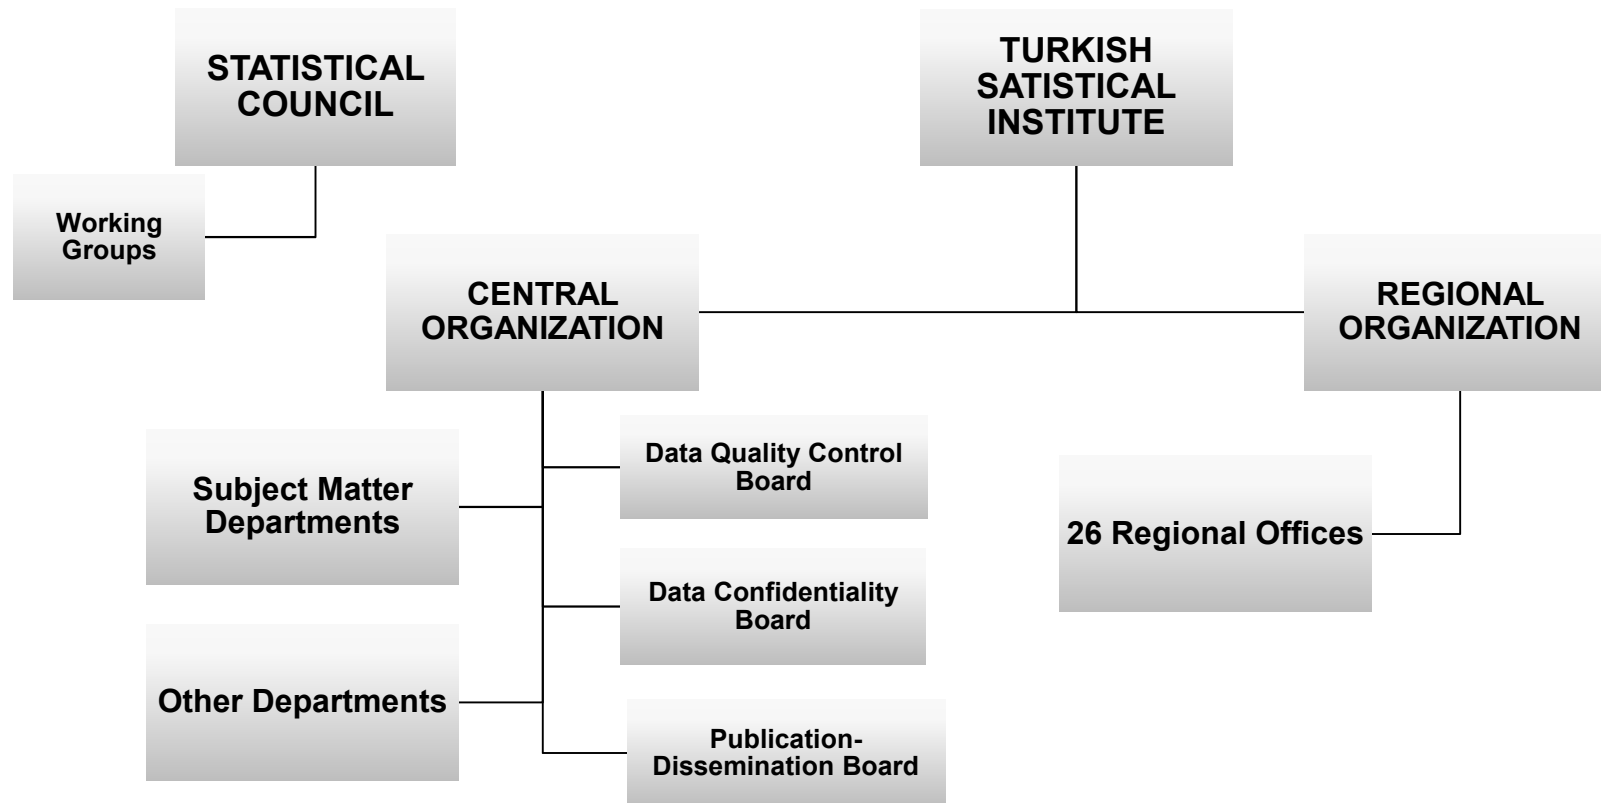 STATISTICAL
COUNCIL
TURKISH
SATISTICAL
INSTITUTE
Working
Groups
CENTRAL
ORGANIZATION
REGIONAL
ORGANIZATION
Subject Matter
Departments
Data Quality Control
Board
26 Regional Offices
Data Confidentiality
Board
Other Departments
Publication-
Dissemination Board